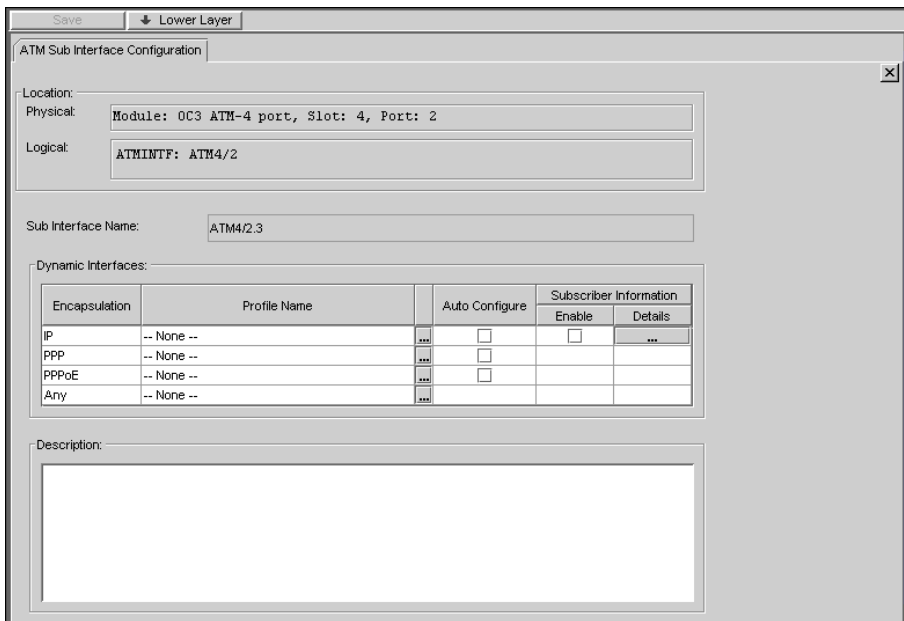 Save Lower Layer
ATM Sub Interface Configuration
Location:
Physical: Module: OC3 ATM-4 port, Slot: 4, Port: 2
Logical: ATMINTF: ATM4/2
Sub Interface Name: ATM4/2.3
Dynamic Interfaces:
Encapsulation Profile Name Auto Configure Subscriber Information
Enable Details
IP -- None -- ... ...
PPP -- None -- ...
PPPoE -- None -- ...
Any -- None -- ...
Description: